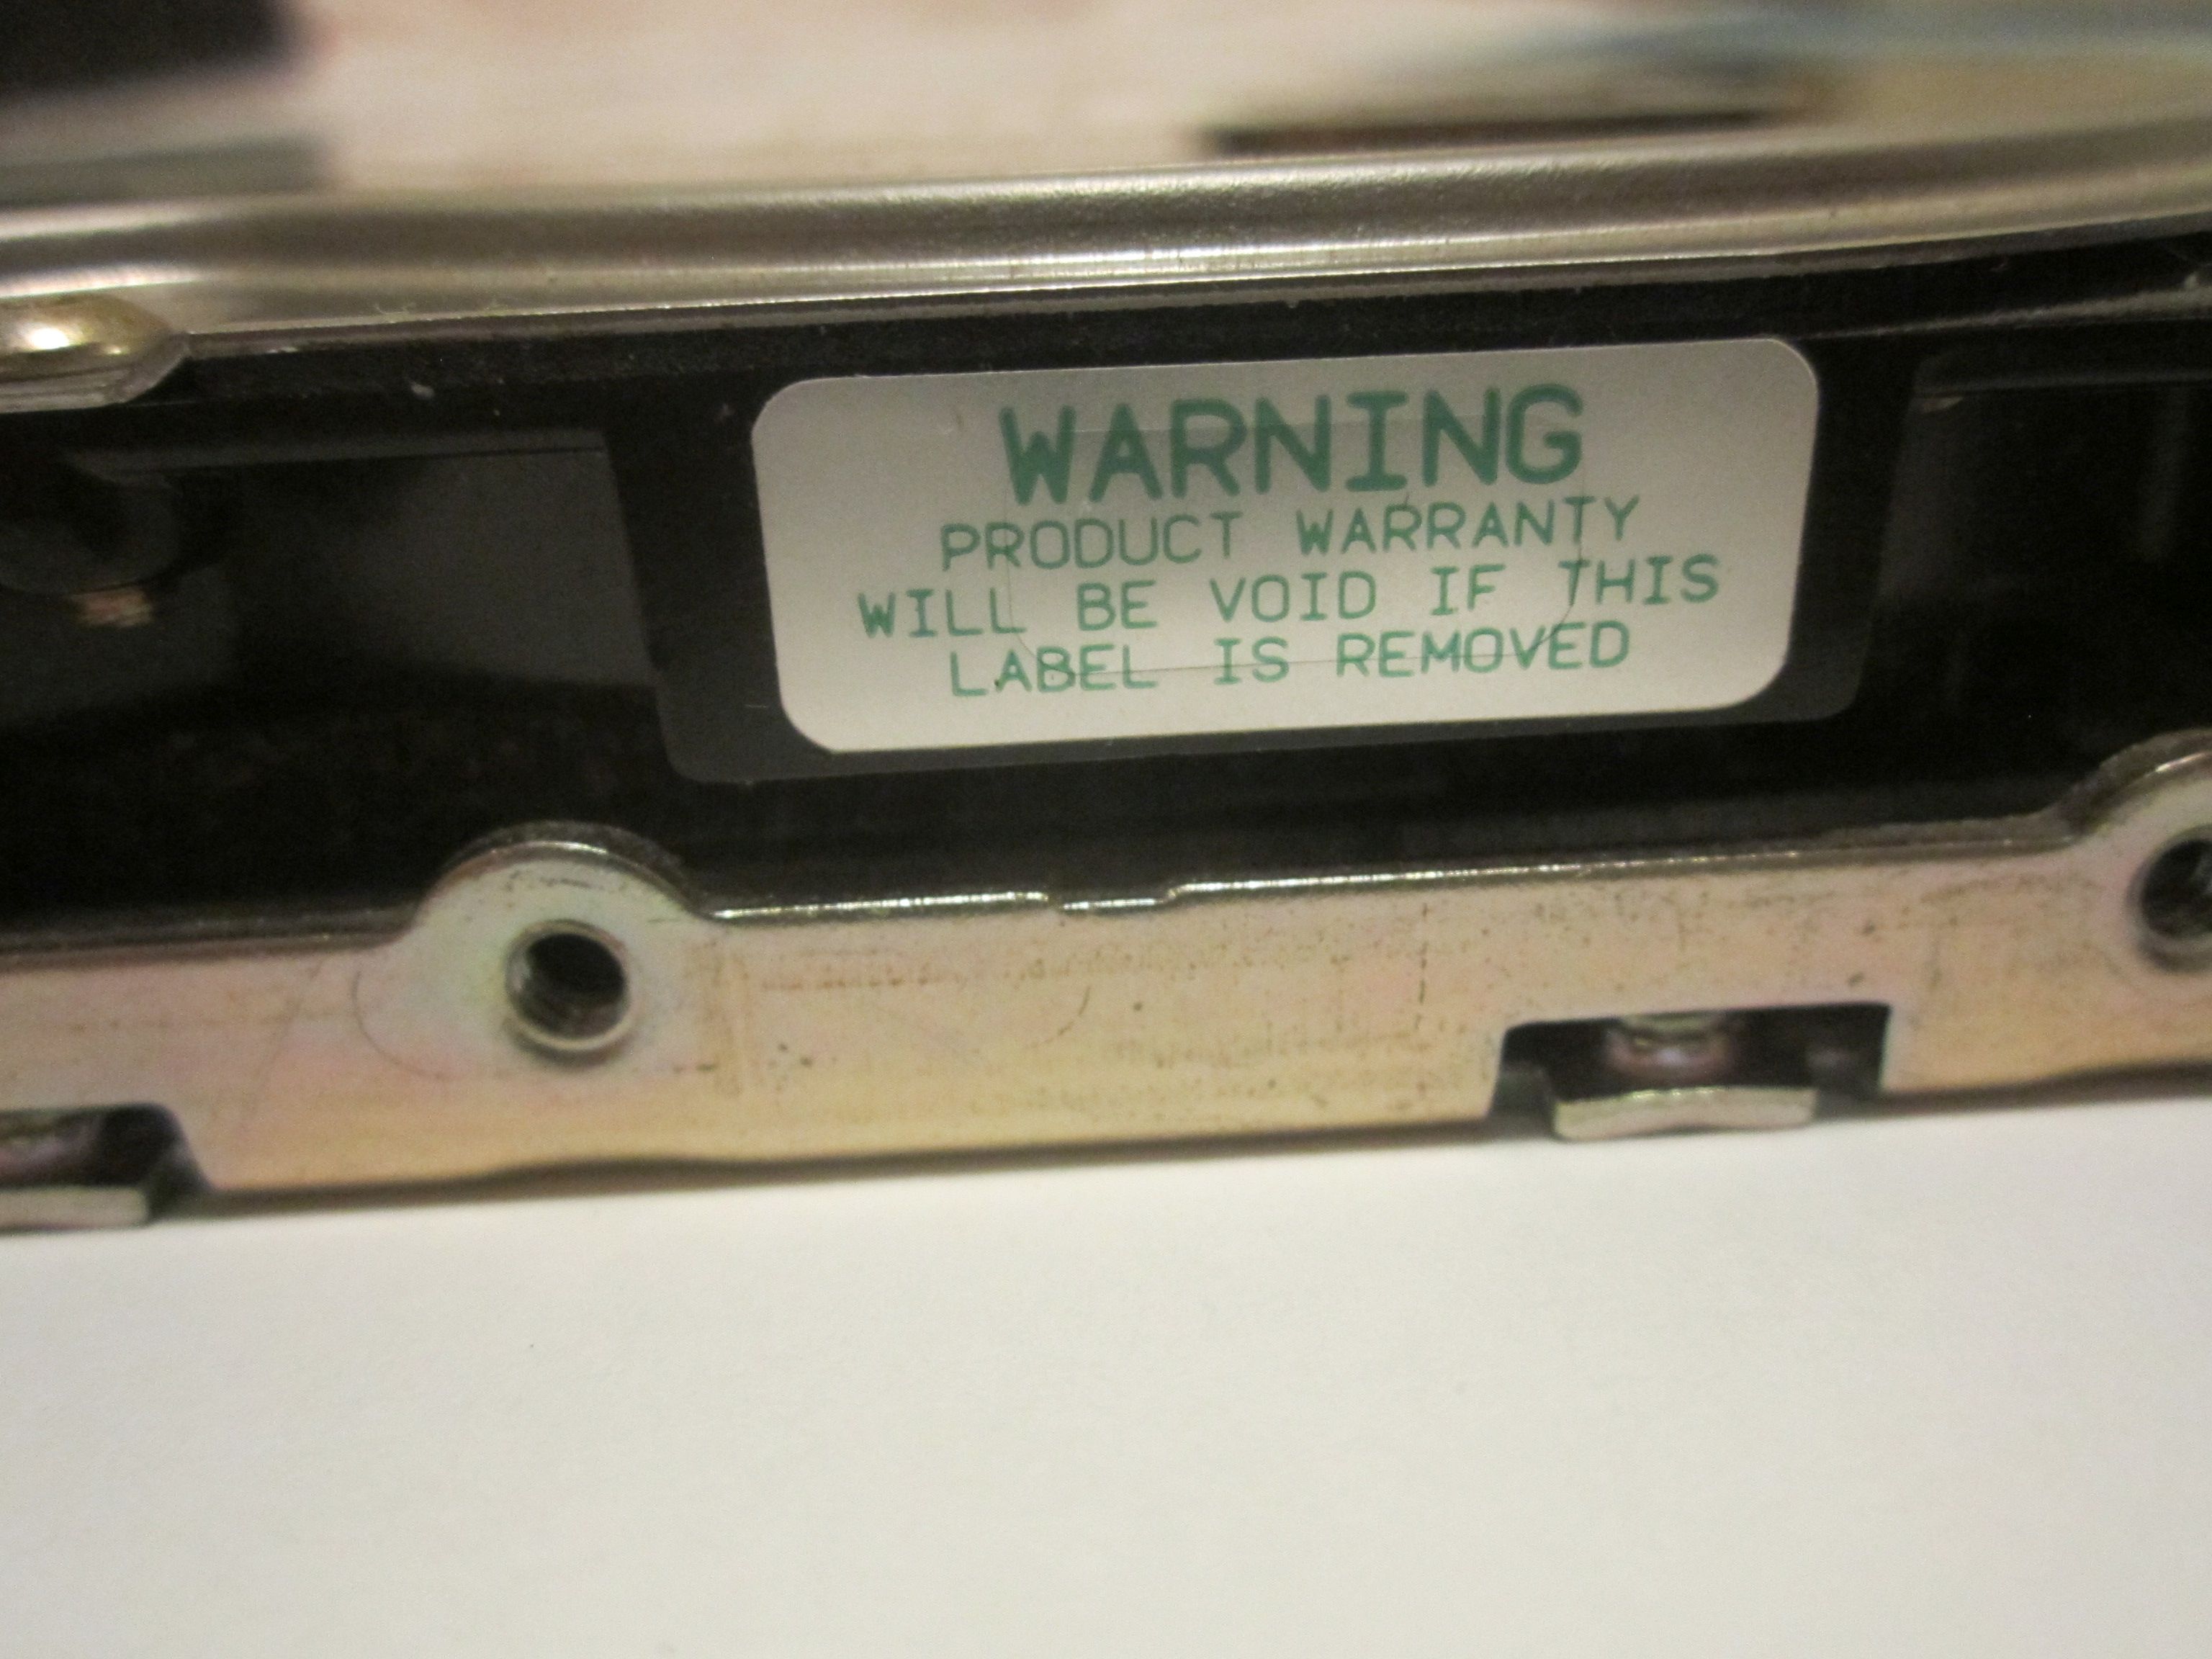 WARNING
PRODUCT WARRANTY
WILL BE VOID IF THIS
LABEL IS REMOVED